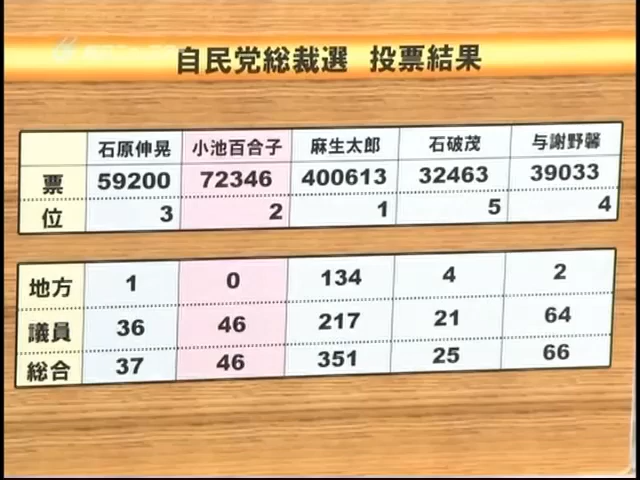 自民党総裁選 投票結果
石原伸晃 小池百合子 麻生太郎 石破茂 与謝野馨
票 59200 72346 400613 32463 39033
位 3 2 1 5 4
地方 1 0 134 4 2
議員 36 46 217 21 64
総合 37 46 351 25 66